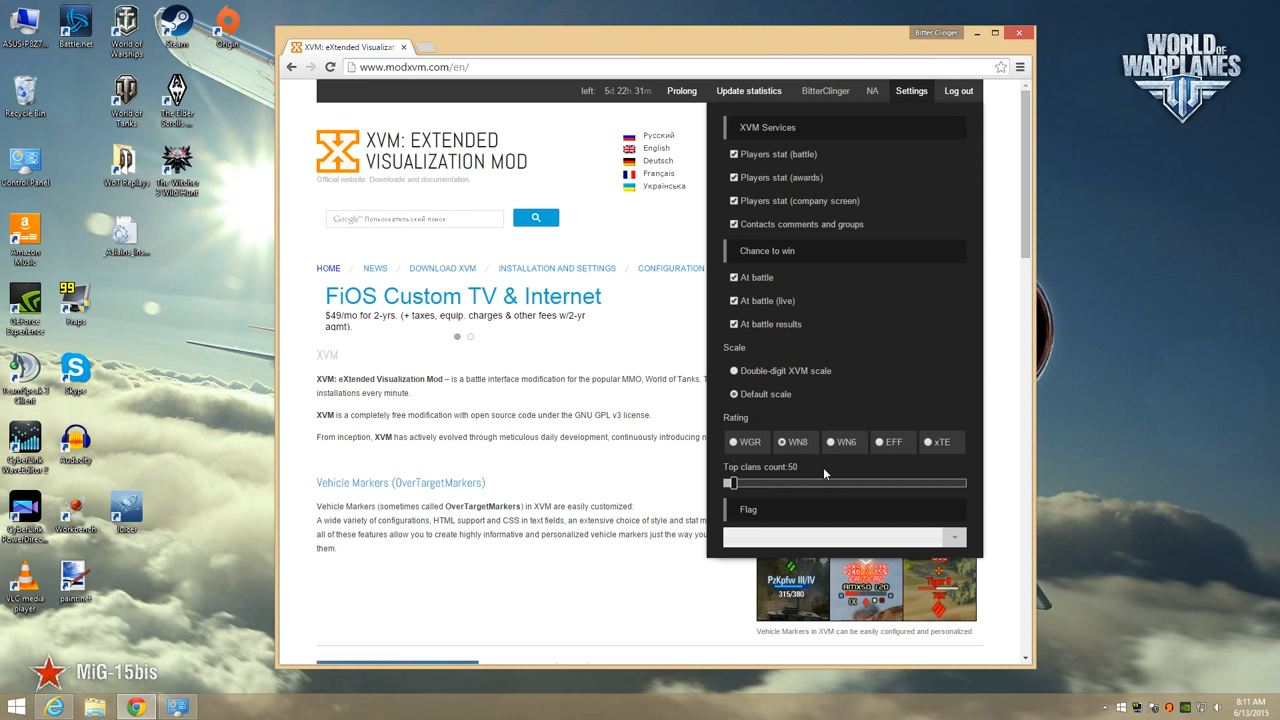 ASUS-P8Z7...
Battle.net
World of Warships
Steam
Origin
Recycle Bin
World of Tanks
The Elder Scrolls ...
Control Panel
WoT Replays
The Witcher 3 Wild Hunt
Amazon Music
GeForce Experience
99
Fraps
TeamSpeak 3 Client
Skype
CyberLink WaveEditor 2
Audacity
CyberLink PowerDirec...
Juicer
VLC media player
paint.net
MiG-15bis
WORLD OF WARPLANES
Bitter Clinger
XVM: eXtended Visualizat
www.modxvm.com/en/
left: 5d 22h. 31m. Prolong Update statistics BitterClinger NA Settings Log out
XVM: EXTENDED
VISUALIZATION MOD
Official website. Downloads and documentation.
Русский
English
Deutsch
Français
Українська
Google Пользовательский поиск
HOME / NEWS / DOWNLOAD XVM / INSTALLATION AND SETTINGS / CONFIGURATION
FiOS Custom TV & Internet
$49/mo for 2-yrs. (+ taxes, equip. charges & other fees w/2-yr
agmt).
XVM
XVM: eXtended Visualization Mod – is a battle interface modification for the popular MMO, World of Tanks.
installations every minute.
XVM is a completely free modification with open source code under the GNU GPL v3 license.
From inception, XVM has actively evolved through meticulous daily development, continuously introducing
Vehicle Markers (OverTargetMarkers)
Vehicle Markers (sometimes called OverTargetMarkers) in XVM are easily customized:
A wide variety of configurations, HTML support and CSS in text fields, an extensive choice of style and stat
all of these features allow you to create highly informative and personalized vehicle markers just the way
them.
XVM Services
Players stat (battle)
Players stat (awards)
Players stat (company screen)
Contacts comments and groups
Chance to win
At battle
At battle (live)
At battle results
Scale
Double-digit XVM scale
Default scale
Rating
WGR WN8 WN6 EFF xTE
Top clans count:50
Flag
PzKpfw III/IV
315/380
Vehicle Markers in XVM can be easily configured and personalized
8:11 AM
6/13/2015